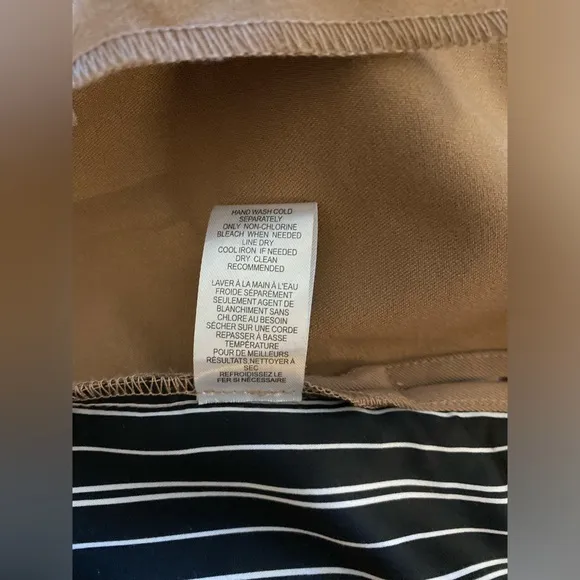 HAND WASH COLD
SEPARATELY
ONLY NON-CHLORINE
BLEACH WHEN NEEDED
LINE DRY
COOL IRON IF NEEDED
DRY CLEAN
RECOMMENDED
LAVER À LA MAIN À L'EAU
FROIDE SÉPARÉMENT
SEULEMENT AGENT DE
BLANCHIMENT SANS
CHLORE AU BESOIN
SÉCHER SUR UNE CORDE
REPASSER À BASSE
TEMPÉRATURE
POUR DE MEILLEURS
RÉSULTATS,NETTOYER À
SEC
REFROIDISSEZ LE
FER SI NÉCESSAIRE